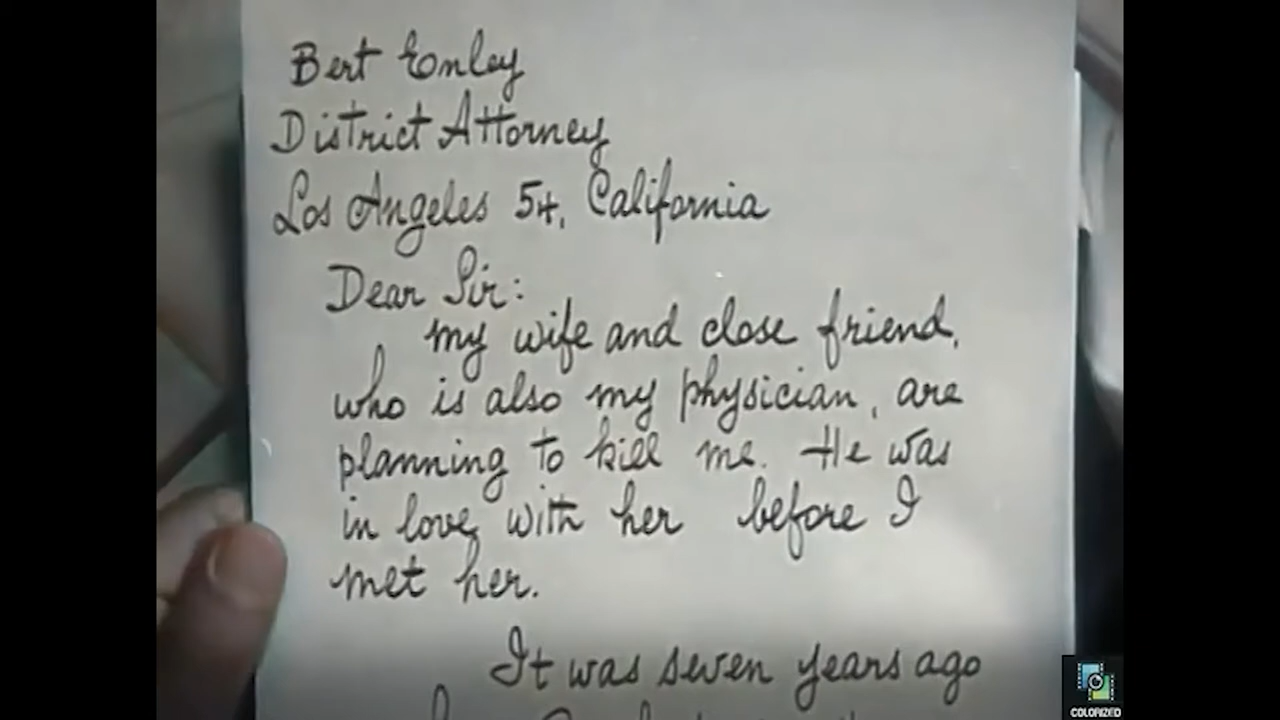 Bert Enley
District Attorney
Los Angeles 54, California
Dear Sir:
my wife and close friend,
who is also my physician, are
planning to kill me. He was
in love with her before I
met her.
It was seven years ago
COLORIZED